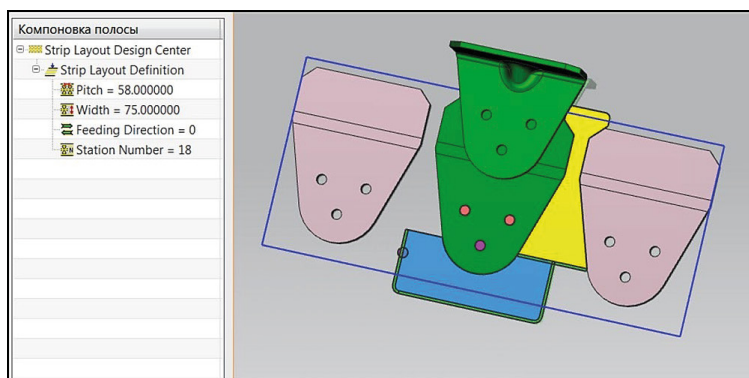 Компоновка полосы
Strip Layout Design Center
Strip Layout Definition
Pitch = 58.000000
Width = 75.000000
Feeding Direction = 0
Station Number = 18